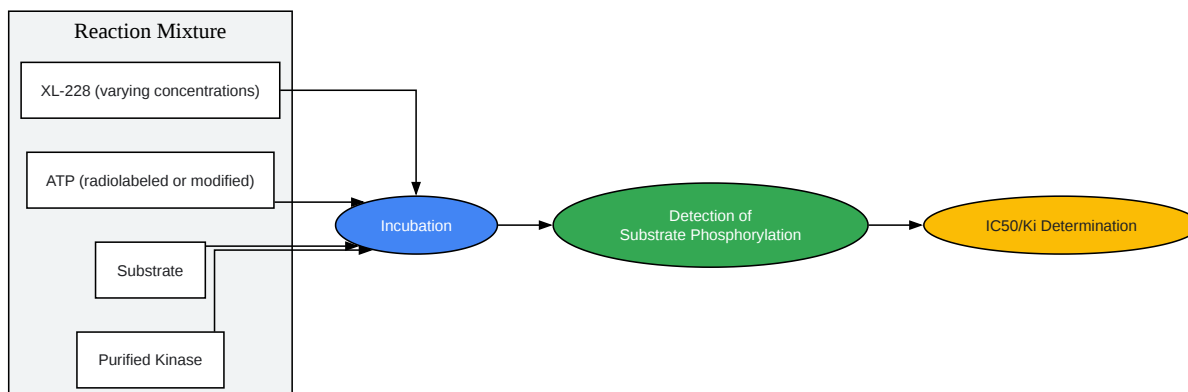 Reaction Mixture
XL-228 (varying concentrations)
ATP (radiolabeled or modified)
Substrate
Purified Kinase
Incubation
Detection of
Substrate Phosphorylation
IC50/Ki Determination